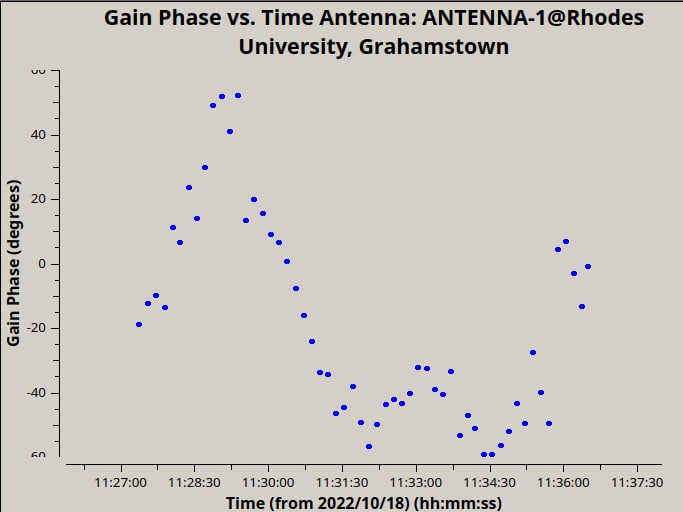 Gain Phase vs. Time Antenna: ANTENNA-1@Rhodes
University, Grahamstown
60
40
20
0
-20
-40
-60
Gain Phase (degrees)
11:27:00 11:28:30 11:30:00 11:31:30 11:33:00 11:34:30 11:36:00 11:37:30
Time (from 2022/10/18) (hh:mm:ss)